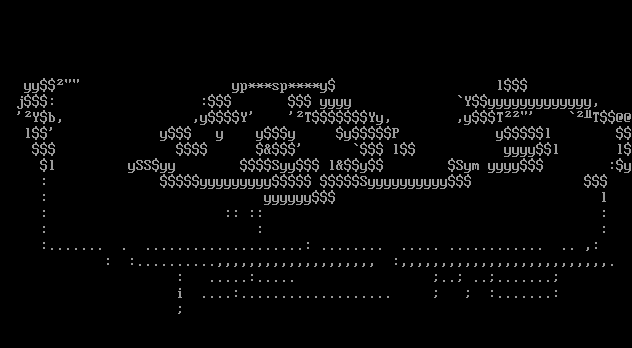 yy$$²"" yp***sp****y$ l$$$
j$$$: :$$$ $$$ yyyy `Y$$yyyyyyyyyyyyy,
'²Y$b, ,y$$$$Y' '²T$$$$$$$Yy, ,y$$$T²²"' `²╨T$$@@
l$$' y$$$ y y$$$y $y$$$$$P y$$$$$l $$
$$$ $$$$ $&$$$' `$$$ l$$ yyyy$$l l$
$l ySS$yy $$$$Syy$$$ l&$$y$$ $Sym yyyy$$$ :$y
: $$$$$yyyyyyyyy$$$$$ $$$$$Syyyyyyyyyy$$$ $$$
: yyyyyy$$$ l
: :: :: :
: : :
:....... . ....................: ........ ..... ............. .. ,:
: :..........,,,,,,,,,,,,,,,,,,,, :,,,,,,,,,,,,,,,,,,,,,,,,,,,.
: .....:..... ;..; ..;.......;
i ....:................... ; ; :.......:
;